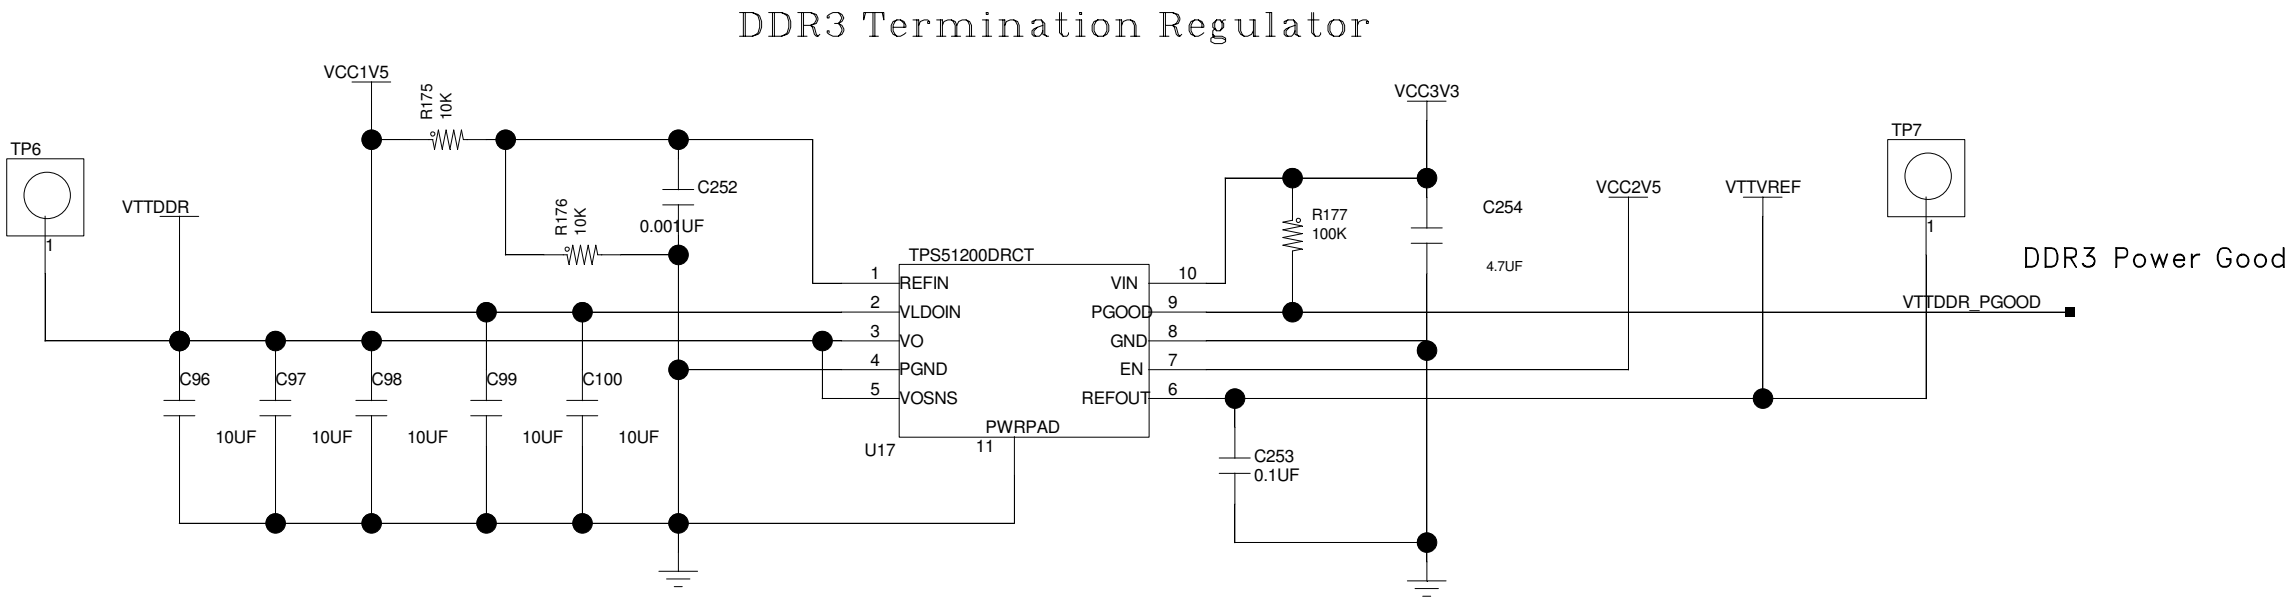 DDR3 Termination Regulator
VCC1V5
R175
10K
VCC3V3
TP6
TP7
C252
0.001UF
R176
10K
VTTDDR
VCC2V5
VTTVREF
C254
4.7UF
R177
100K
1
1
DDR3 Power Good
TPS51200DRCT
1 REFIN
2 VLDOIN
3 VO
4 PGND
5 VOSNS
VIN 10
PGOOD 9
GND 8
EN 7
REFOUT 6
PWRPAD
11
U17
VTTDDR_PGOOD
C96 C97 C98 C99 C100
10UF 10UF 10UF 10UF 10UF
C253
0.1UF